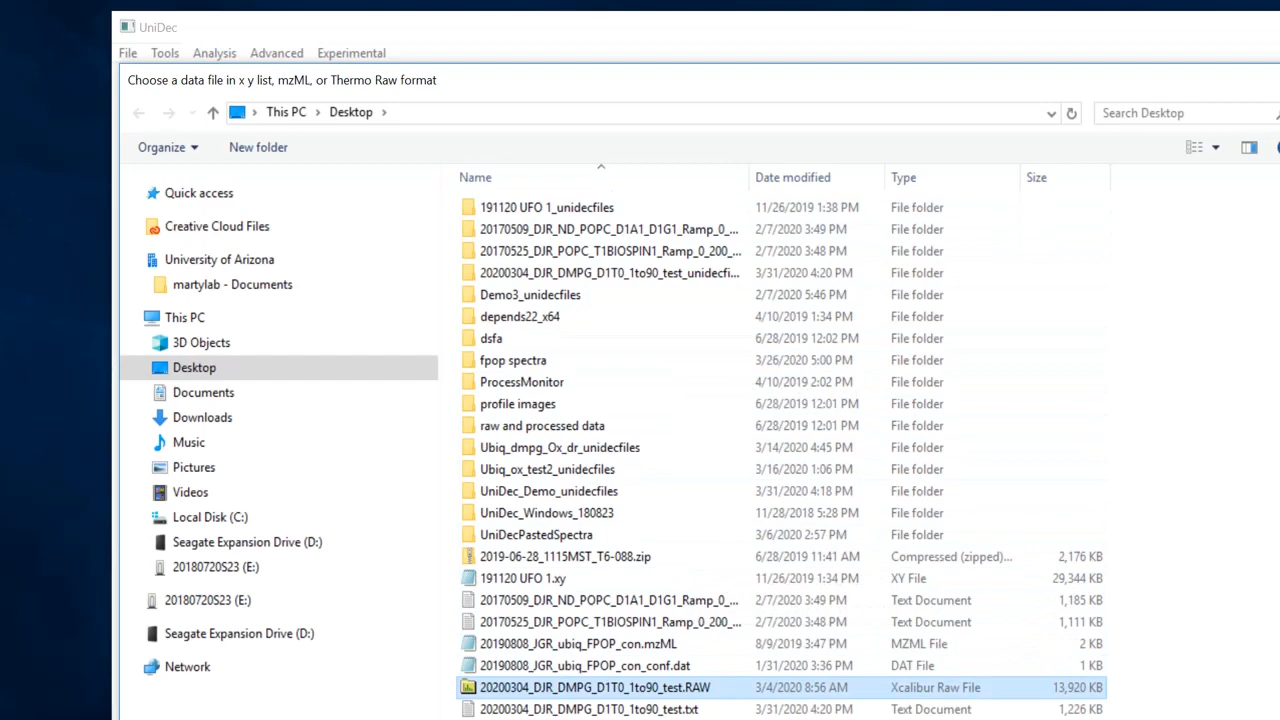 UniDec
File Tools Analysis Advanced Experimental
Choose a data file in x y list, mzML, or Thermo Raw format
This PC > Desktop >
Search Desktop
Organize New folder
Name Date modified Type Size
Quick access
Creative Cloud Files
University of Arizona
martylab - Documents
This PC
3D Objects
Desktop
Documents
Downloads
Music
Pictures
Videos
Local Disk (C:)
Seagate Expansion Drive (D:)
20180720S23 (E:)
20180720S23 (E:)
Seagate Expansion Drive (D:)
Network
191120 UFO 1_unidecfiles 11/26/2019 1:38 PM File folder
20170509_DJR_ND_POPC_D1A1_D1G1_Ramp_0_... 2/7/2020 3:49 PM File folder
20170525_DJR_POPC_T1BIOSPIN1_Ramp_0_200_... 2/7/2020 3:48 PM File folder
20200304_DJR_DMPG_D1T0_1to90_test_unidecfi... 3/31/2020 4:20 PM File folder
Demo3_unidecfiles 2/7/2020 5:46 PM File folder
depends22_x64 4/10/2019 1:34 PM File folder
dsfa 6/28/2019 12:02 PM File folder
fpop spectra 3/26/2020 5:00 PM File folder
ProcessMonitor 4/10/2019 2:02 PM File folder
profile images 6/28/2019 12:01 PM File folder
raw and processed data 6/28/2019 12:01 PM File folder
Ubiq_dmpg_Ox_dr_unidecfiles 3/14/2020 4:45 PM File folder
Ubiq_ox_test2_unidecfiles 3/16/2020 1:06 PM File folder
UniDec_Demo_unidecfiles 3/31/2020 4:18 PM File folder
UniDec_Windows_180823 11/28/2018 5:28 PM File folder
UniDecPastedSpectra 3/6/2020 2:57 PM File folder
2019-06-28_1115MST_T6-088.zip 6/28/2019 11:41 AM Compressed (zipped)... 2,176 KB
191120 UFO 1.xy 11/26/2019 1:34 PM XY File 29,344 KB
20170509_DJR_ND_POPC_D1A1_D1G1_Ramp_0_... 2/7/2020 3:49 PM Text Document 1,185 KB
20170525_DJR_POPC_T1BIOSPIN1_Ramp_0_200_... 2/7/2020 3:48 PM Text Document 1,111 KB
20190808_JGR_ubiq_FPOP_con.mzML 8/9/2019 3:47 PM MZML File 2 KB
20190808_JGR_ubiq_FPOP_con_conf.dat 1/31/2020 3:36 PM DAT File 1 KB
20200304_DJR_DMPG_D1T0_1to90_test.RAW 3/4/2020 8:56 AM Xcalibur Raw File 13,920 KB
20200304_DJR_DMPG_D1T0_1to90_test.txt 3/31/2020 4:20 PM Text Document 1,226 KB